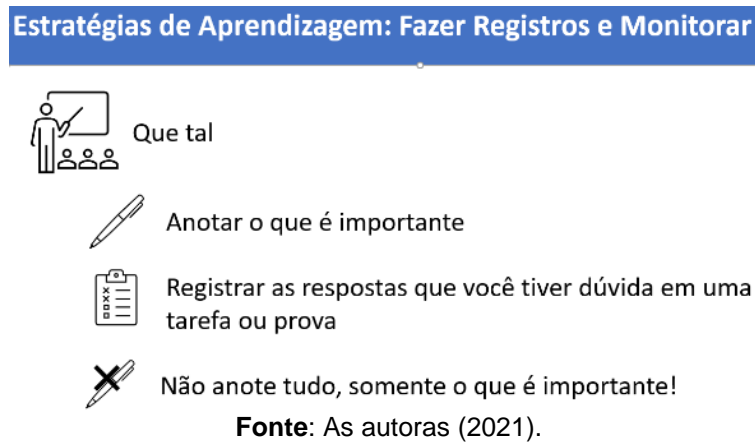 Estratégias de Aprendizagem: Fazer Registros e Monitorar
Que tal
Anotar o que é importante
Registrar as respostas que você tiver dúvida em uma
tarefa ou prova
Não anote tudo, somente o que é importante!
Fonte: As autoras (2021).